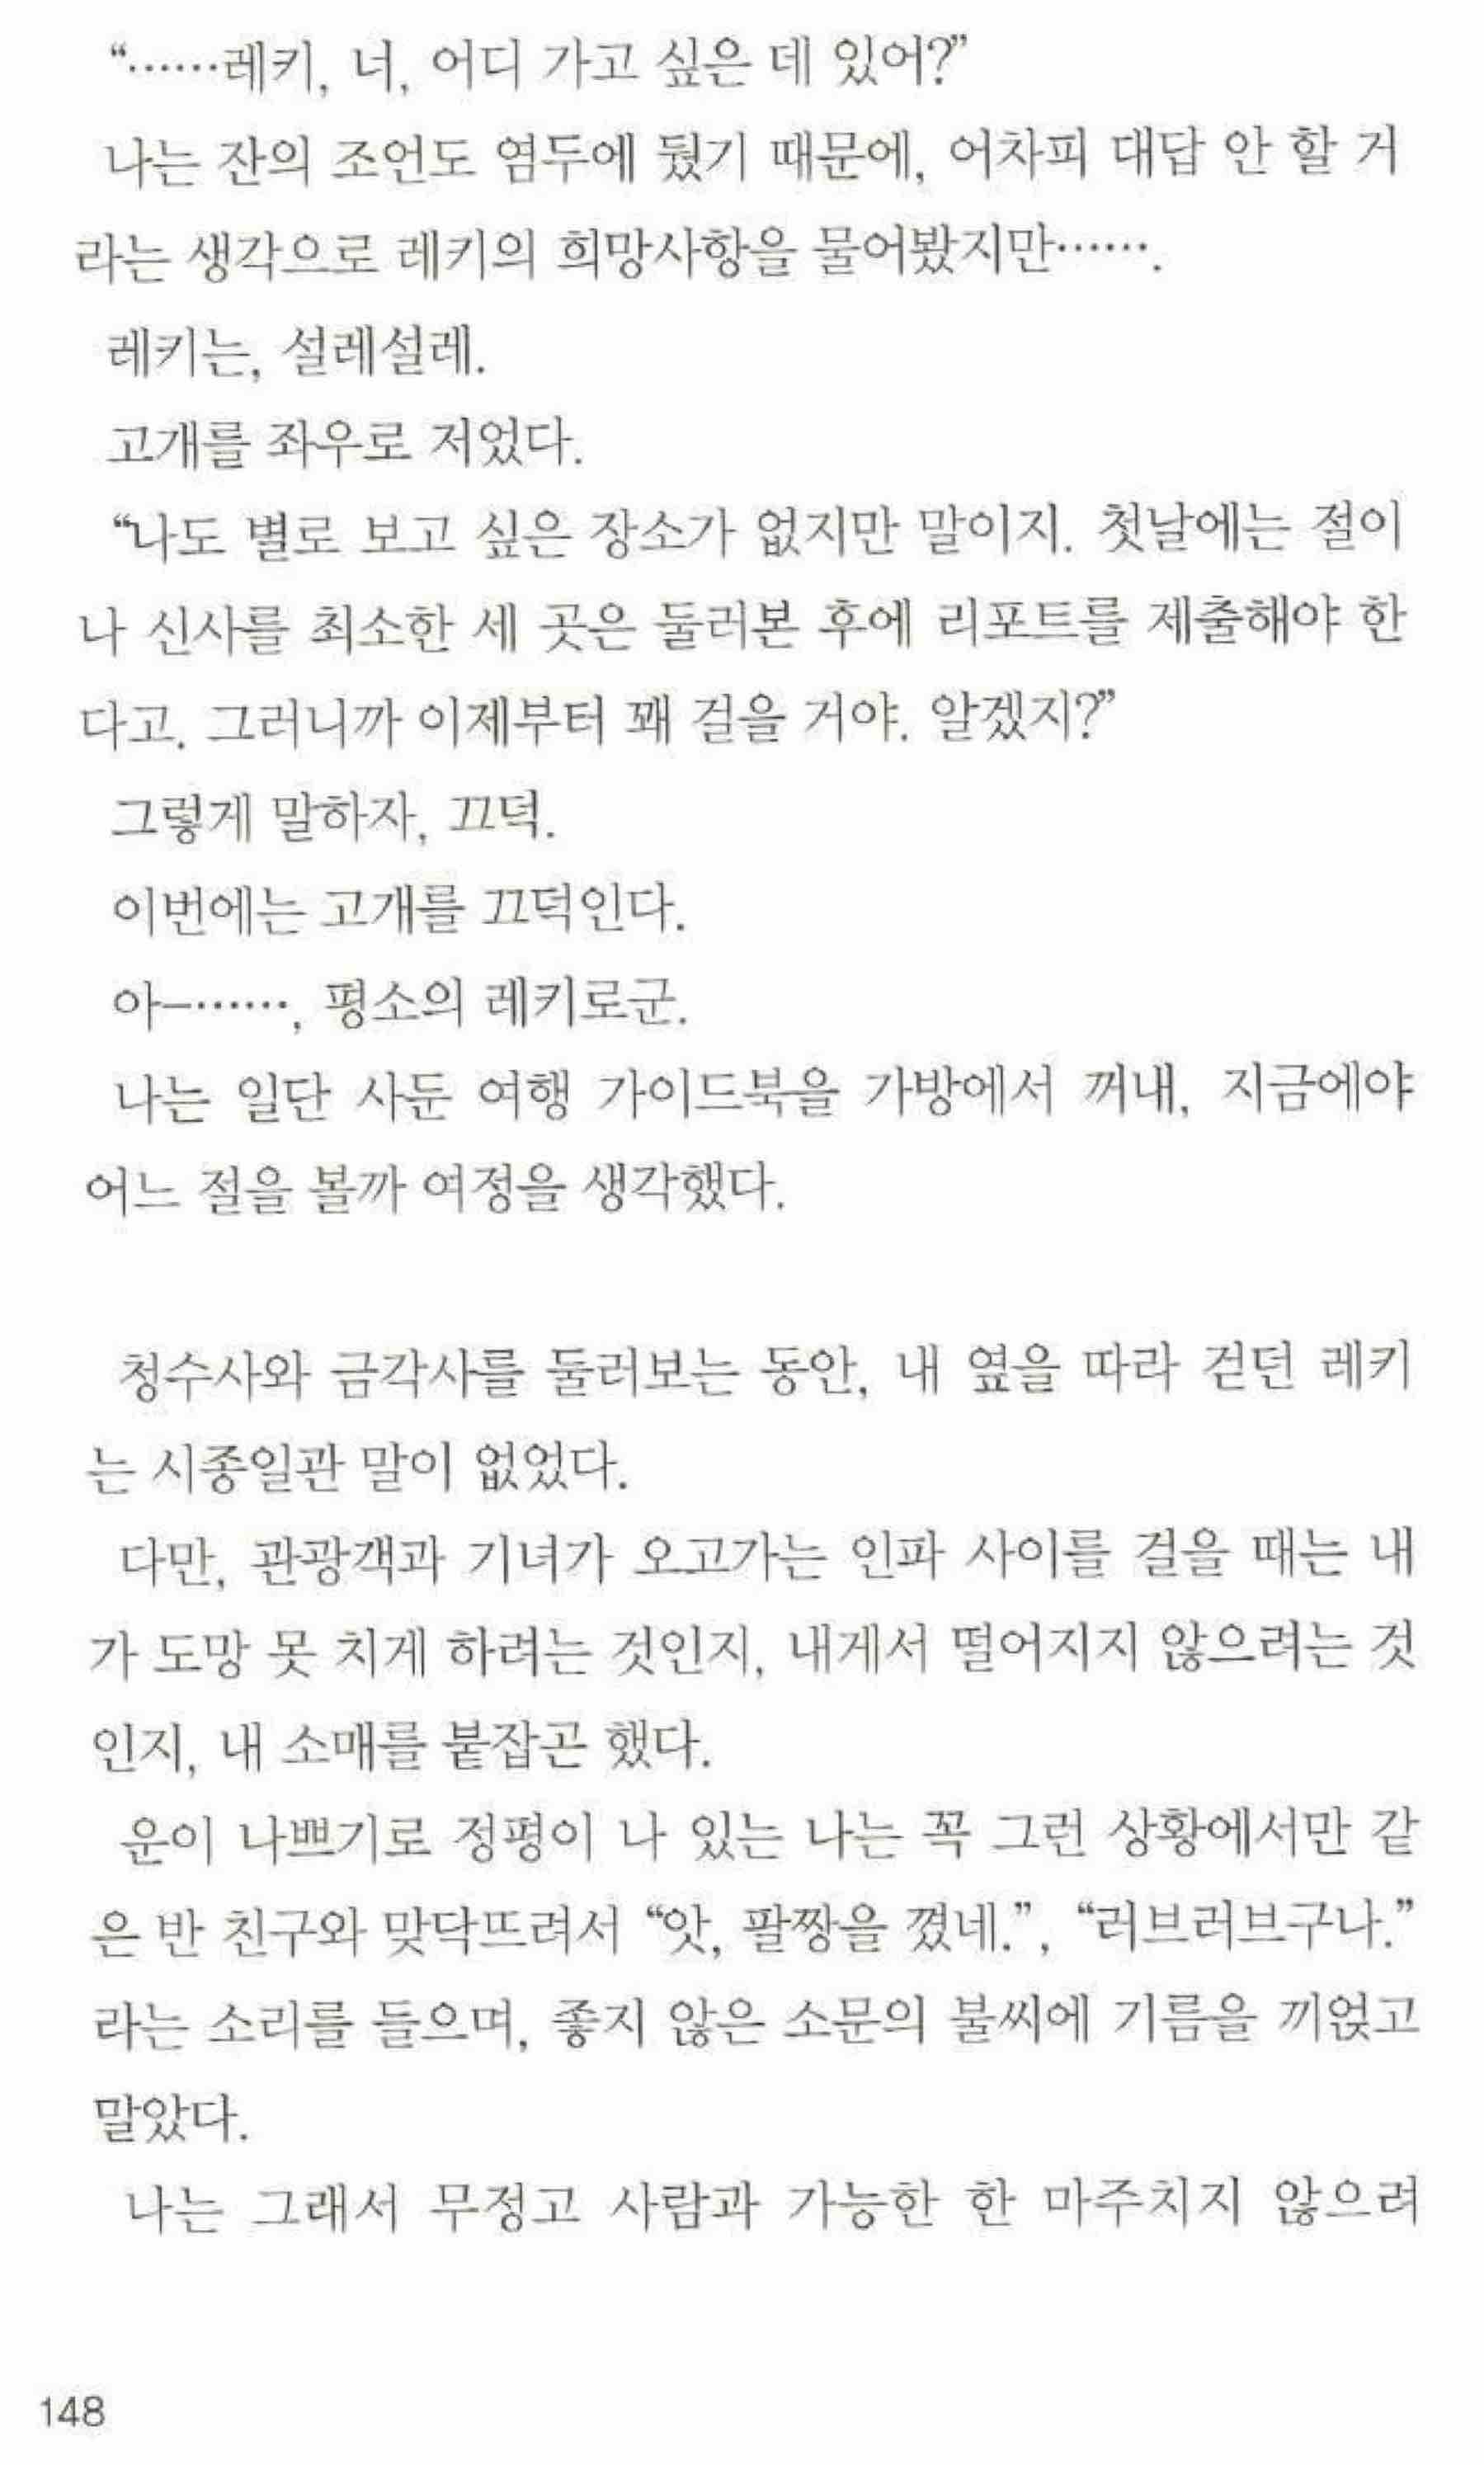 “……레키, 너, 어디 가고 싶은 데 있어?”
나는 잔의 조언도 염두에 뒀기 때문에, 어차피 대답 안 할 거
라는 생각으로 레키의 희망사항을 물어봤지만…….
레키는, 설레설레.
고개를 좌우로 저었다.
“나도 별로 보고 싶은 장소가 없지만 말이지. 첫날에는 절이
나 신사를 최소한 세 곳은 둘러본 후에 리포트를 제출해야 한
다고. 그러니까 이제부터 꽤 걸을 거야. 알겠지?”
그렇게 말하자, 끄덕.
이번에는 고개를 끄덕인다.
아―……, 평소의 레키로군.
나는 일단 사둔 여행 가이드북을 가방에서 꺼내, 지금에야
어느 절을 볼까 여정을 생각했다.
청수사와 금각사를 둘러보는 동안, 내 옆을 따라 걷던 레키
는 시종일관 말이 없었다.
다만, 관광객과 기녀가 오고가는 인파 사이를 걸을 때는 내
가 도망 못 치게 하려는 것인지, 내게서 떨어지지 않으려는 것
인지, 내 소매를 붙잡곤 했다.
운이 나쁘기로 정평이 나 있는 나는 꼭 그런 상황에서만 같
은 반 친구와 맞닥뜨려서 “앗, 팔짱을 꼈네.”, “러브러브구나.”
라는 소리를 들으며, 좋지 않은 소문의 불씨에 기름을 끼얹고
말았다.
나는 그래서 무정고 사람과 가능한 한 마주치지 않으려
148